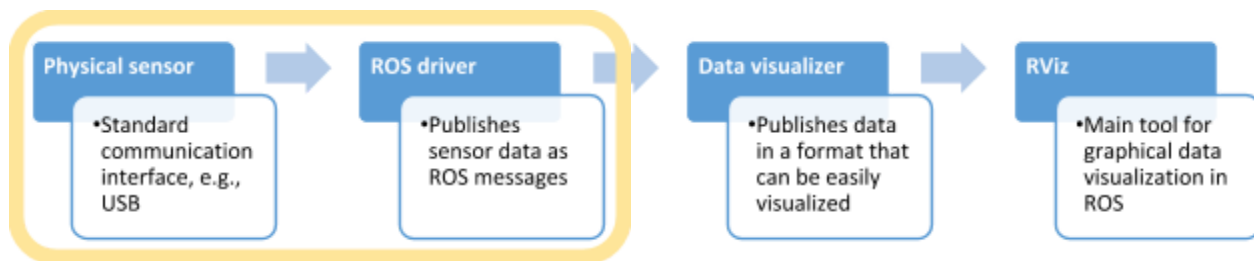 Physical sensor
•Standard
communication
interface, e.g.,
USB
ROS driver
•Publishes
sensor data as
ROS messages
Data visualizer
•Publishes data
in a format that
can be easily
visualized
RViz
•Main tool for
graphical data
visualization in
ROS